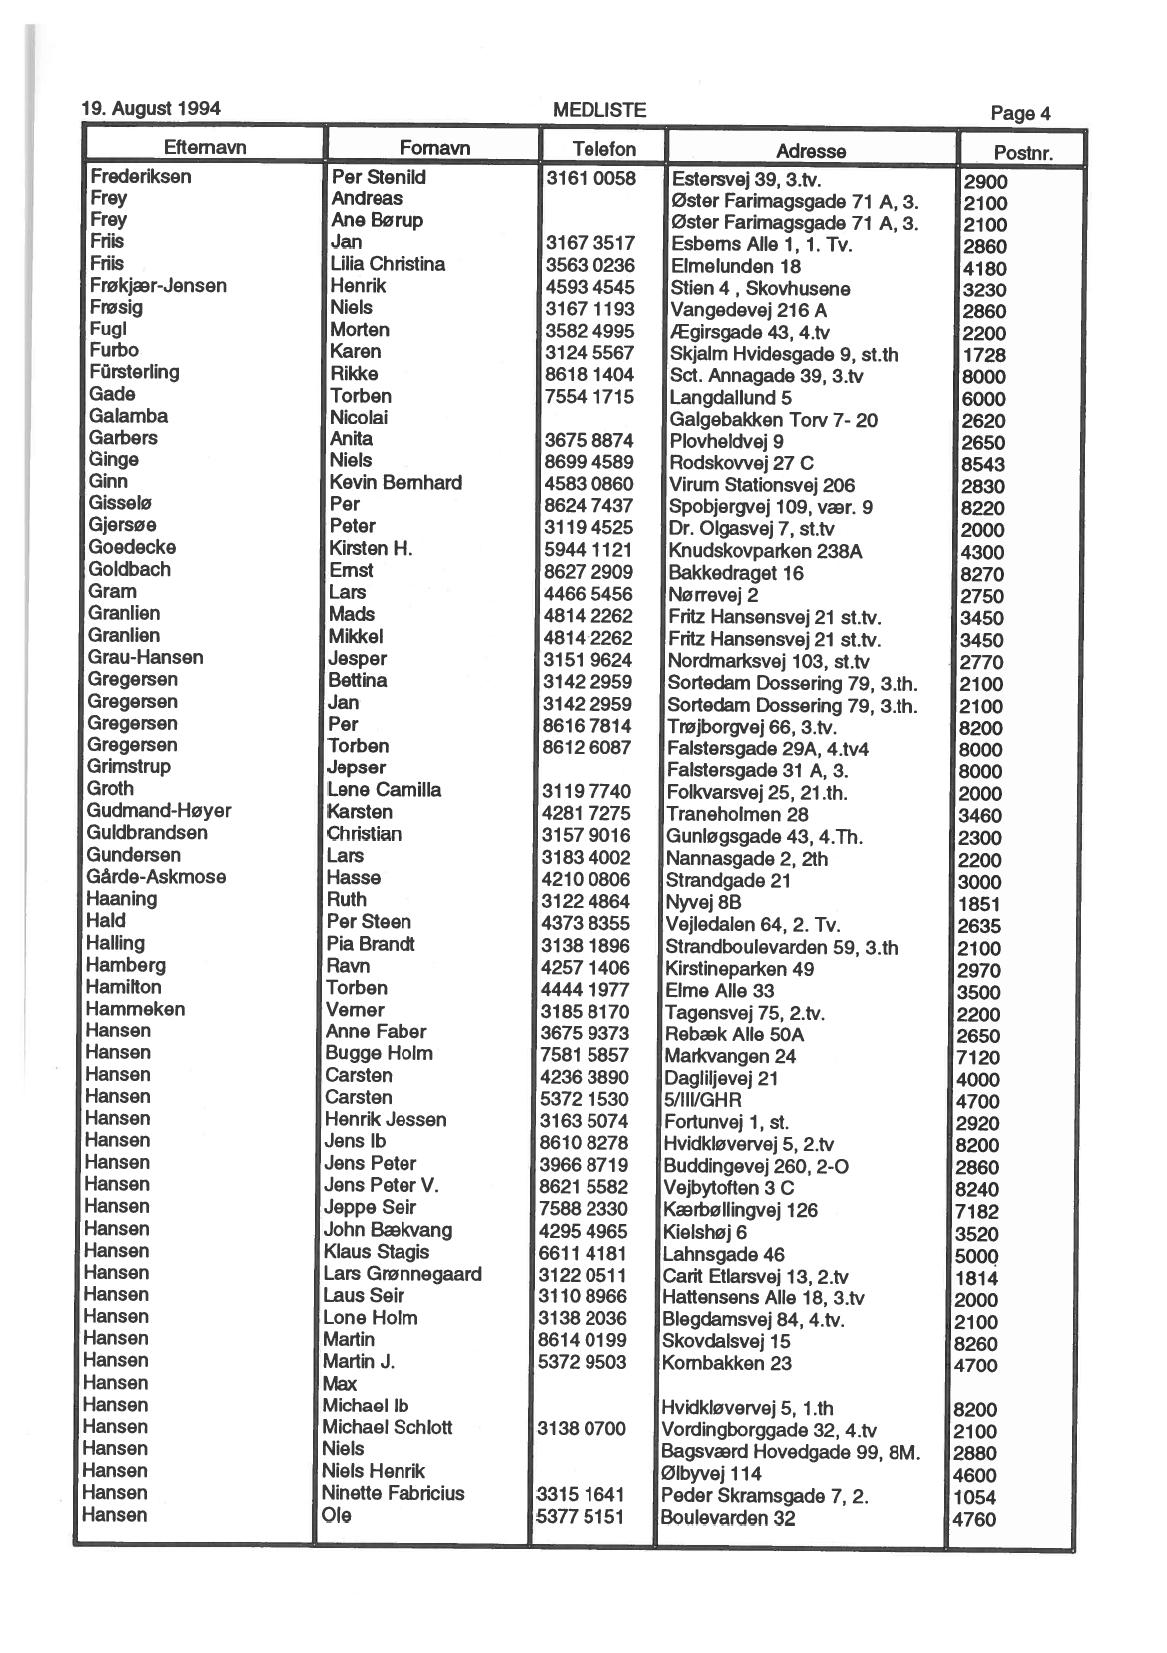 19. August 1994 MEDLISTE Page 4
Efternavn Fornavn Telefon Adresse Postnr.
Frederiksen Per Stenild 3161 0058 Estersvej 39, 3.tv. 2900
Frey Andreas Øster Farimagsgade 71 A, 3. 2100
Frey Ane Børup Øster Farimagsgade 71 A, 3. 2100
Friis Jan 3167 3517 Esberns Alle 1, 1. Tv. 2860
Friis Lilia Christina 3563 0236 Elmelunden 18 4180
Frøkjær-Jensen Henrik 4593 4545 Stien 4 , Skovhusene 3230
Frøsig Niels 3167 1193 Vangedevej 216 A 2860
Fugl Morten 3582 4995 Ægirsgade 43, 4.tv 2200
Furbo Karen 3124 5567 Skjalm Hvidesgade 9, st.th 1728
Fürsterling Rikke 8618 1404 Sct. Annagade 39, 3.tv 8000
Gade Torben 7554 1715 Langdallund 5 6000
Galamba Nicolai Galgebakken Torv 7- 20 2620
Garbers Anita 3675 8874 Plovheldvej 9 2650
Ginge Niels 8699 4589 Rodskovvej 27 C 8543
Ginn Kevin Bernhard 4583 0860 Virum Stationsvej 206 2830
Gisselø Per 8624 7437 Spobjergvej 109, vær. 9 8220
Gjersøe Peter 3119 4525 Dr. Olgasvej 7, st.tv 2000
Goedecke Kirsten H. 5944 1121 Knudskovparken 238A 4300
Goldbach Ernst 8627 2909 Bakkedraget 16 8270
Gram Lars 4466 5456 Nørrevej 2 2750
Granlien Mads 4814 2262 Fritz Hansensvej 21 st.tv. 3450
Granlien Mikkel 4814 2262 Fritz Hansensvej 21 st.tv. 3450
Grau-Hansen Jesper 3151 9624 Nordmarksvej 103, st.tv 2770
Gregersen Bettina 3142 2959 Sortedam Dossering 79, 3.th. 2100
Gregersen Jan 3142 2959 Sortedam Dossering 79, 3.th. 2100
Gregersen Per 8616 7814 Trøjborgvej 66, 3.tv. 8200
Gregersen Torben 8612 6087 Falstersgade 29A, 4.tv4 8000
Grimstrup Jepser Falstersgade 31 A, 3. 8000
Groth Lene Camilla 3119 7740 Folkvarsvej 25, 21.th. 2000
Gudmand-Høyer Karsten 4281 7275 Traneholmen 28 3460
Guldbrandsen Christian 3157 9016 Gunløgsgade 43, 4.Th. 2300
Gundersen Lars 3183 4002 Nannasgade 2, 2th 2200
Gårde-Askmose Hasse 4210 0806 Strandgade 21 3000
Haaning Ruth 3122 4864 Nyvej 8B 1851
Hald Per Steen 4373 8355 Vejledalen 64, 2. Tv. 2635
Halling Pia Brandt 3138 1896 Strandboulevarden 59, 3.th 2100
Hamberg Ravn 4257 1406 Kirstineparken 49 2970
Hamilton Torben 4444 1977 Elme Alle 33 3500
Hammeken Verner 3185 8170 Tagensvej 75, 2.tv. 2200
Hansen Anne Faber 3675 9373 Rebæk Alle 50A 2650
Hansen Bugge Holm 7581 5857 Markvangen 24 7120
Hansen Carsten 4236 3890 Dagliljevej 21 4000
Hansen Carsten 5372 1530 5/III/GHR 4700
Hansen Henrik Jessen 3163 5074 Fortunvej 1, st. 2920
Hansen Jens Ib 8610 8278 Hvidkløvervej 5, 2.tv 8200
Hansen Jens Peter 3966 8719 Buddingevej 260, 2-O 2860
Hansen Jens Peter V. 8621 5582 Vejbytoften 3 C 8240
Hansen Jeppe Seir 7588 2330 Kærbøllingvej 126 7182
Hansen John Bækvang 4295 4965 Kielshøj 6 3520
Hansen Klaus Stagis 6611 4181 Lahnsgade 46 5000
Hansen Lars Grønnegaard 3122 0511 Carit Etlarsvej 13, 2.tv 1814
Hansen Laus Seir 3110 8966 Hattensens Alle 18, 3.tv 2000
Hansen Lone Holm 3138 2036 Blegdamsvej 84, 4.tv. 2100
Hansen Martin 8614 0199 Skovdalsvej 15 8260
Hansen Martin J. 5372 9503 Kornbakken 23 4700
Hansen Max
Hansen Michael Ib Hvidkløvervej 5, 1.th 8200
Hansen Michael Schlott 3138 0700 Vordingborggade 32, 4.tv 2100
Hansen Niels Bagsværd Hovedgade 99, 8M. 2880
Hansen Niels Henrik Ølbyvej 114 4600
Hansen Ninette Fabricius 3315 1641 Peder Skramsgade 7, 2. 1054
Hansen Ole 5377 5151 Boulevarden 32 4760